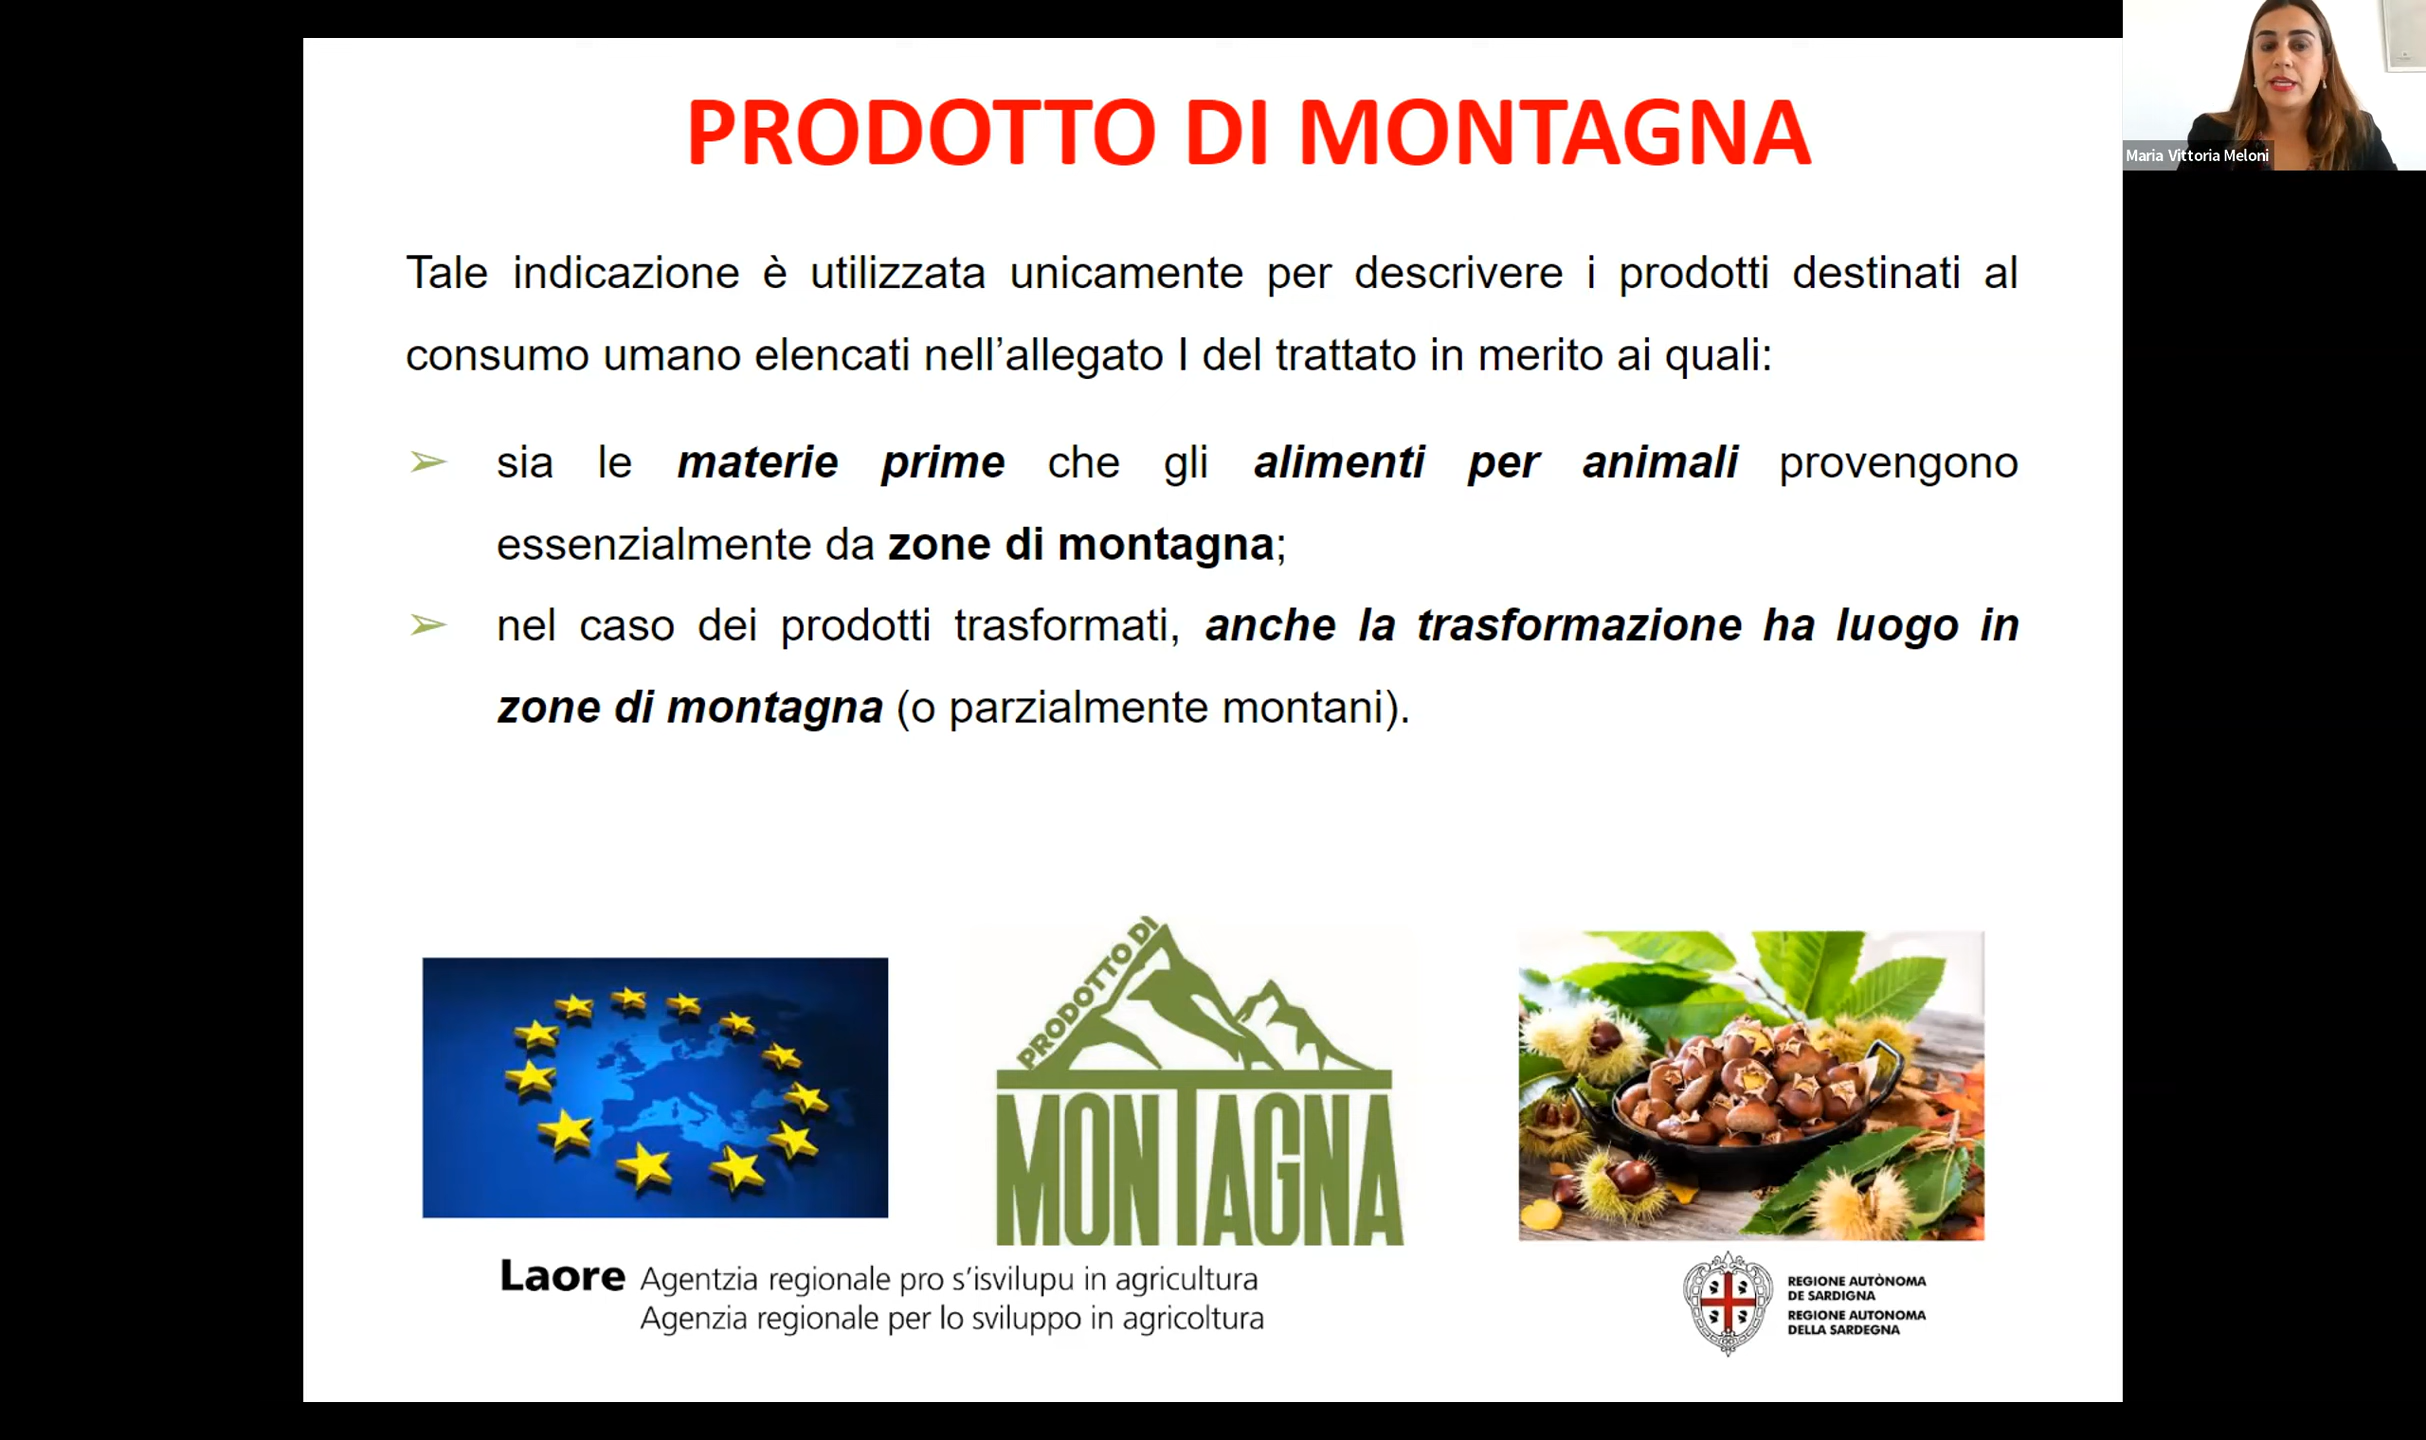 PRODOTTO DI MONTAGNA
Maria Vittoria Meloni
Tale indicazione è utilizzata unicamente per descrivere i prodotti destinati al
consumo umano elencati nell’allegato I del trattato in merito ai quali:
➢ sia le materie prime che gli alimenti per animali provengono
essenzialmente da zone di montagna;
➢ nel caso dei prodotti trasformati, anche la trasformazione ha luogo in
zone di montagna (o parzialmente montani).
PRODOTTO DI
MONTAGNA
Laore Agentzia regionale pro s’isvilupu in agricultura
Agenzia regionale per lo sviluppo in agricoltura
REGIONE AUTÒNOMA
DE SARDIGNA
REGIONE AUTONOMA
DELLA SARDEGNA